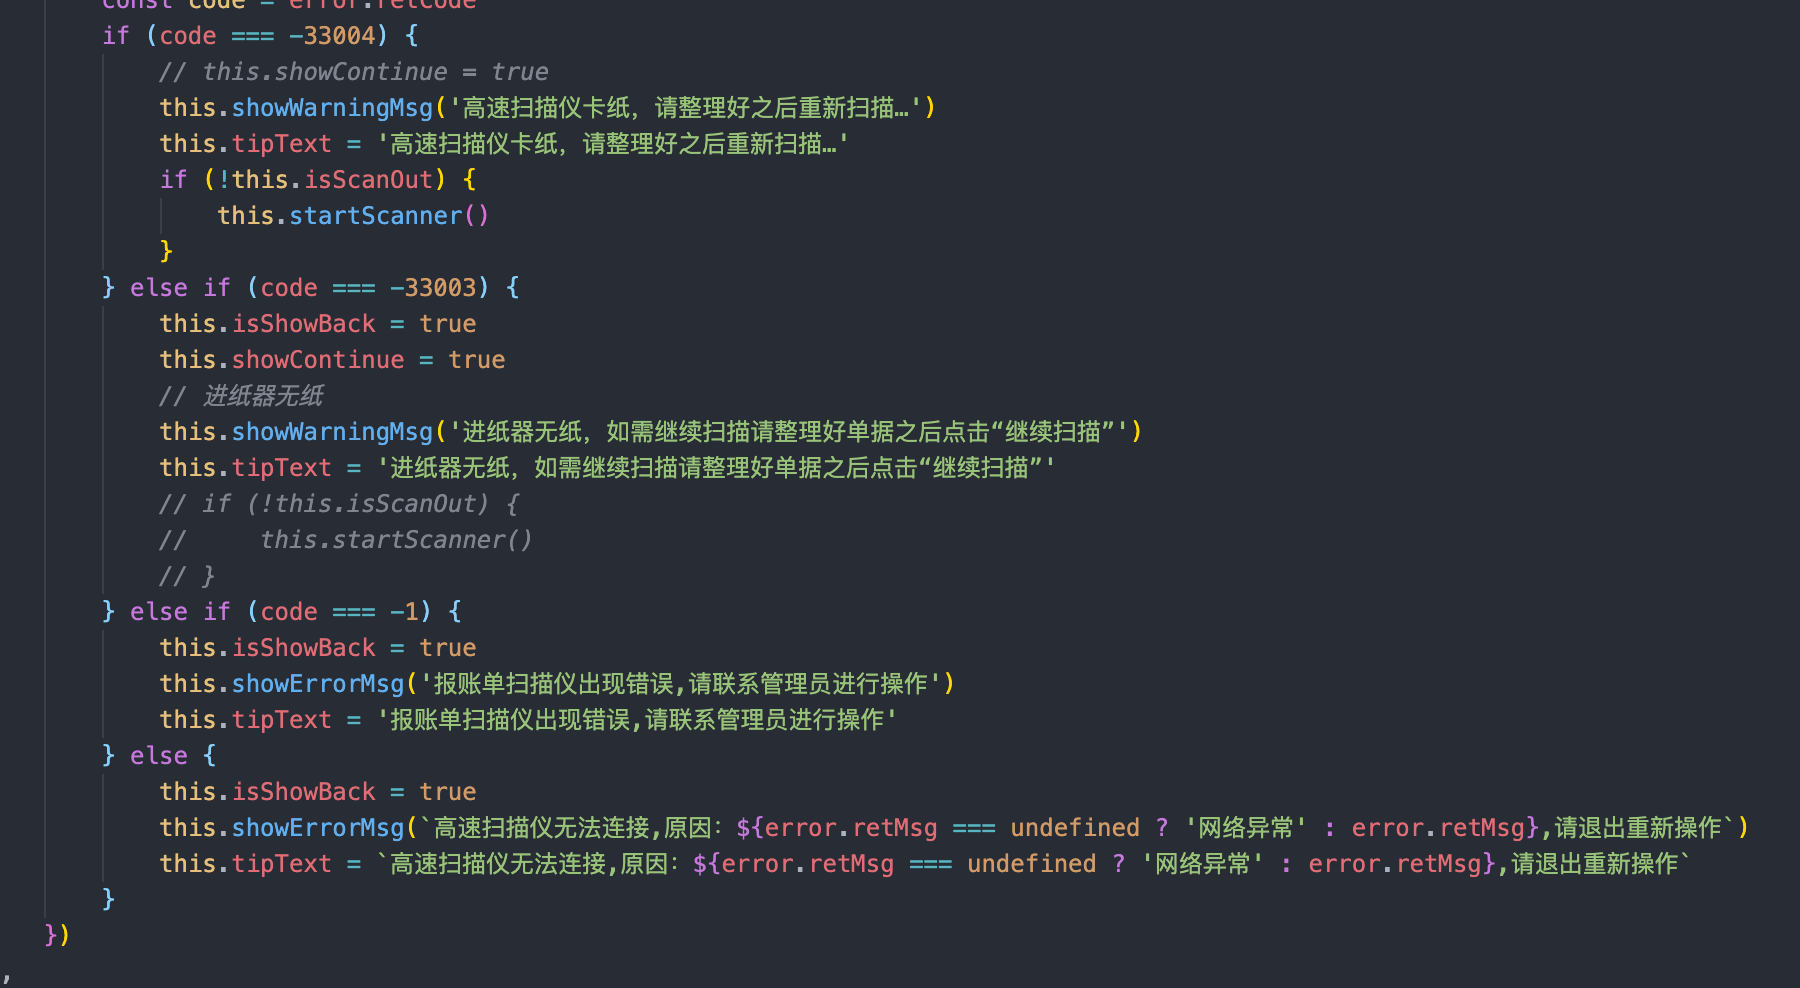 const code = error.retCode
if (code === -33004) {
// this.showContinue = true
this.showWarningMsg('高速扫描仪卡纸，请整理好之后重新扫描…')
this.tipText = '高速扫描仪卡纸，请整理好之后重新扫描…'
if (!this.isScanOut) {
this.startScanner()
}
} else if (code === -33003) {
this.isShowBack = true
this.showContinue = true
// 进纸器无纸
this.showWarningMsg('进纸器无纸，如需继续扫描请整理好单据之后点击“继续扫描”')
this.tipText = '进纸器无纸，如需继续扫描请整理好单据之后点击“继续扫描”'
// if (!this.isScanOut) {
//     this.startScanner()
// }
} else if (code === -1) {
this.isShowBack = true
this.showErrorMsg('报账单扫描仪出现错误,请联系管理员进行操作')
this.tipText = '报账单扫描仪出现错误,请联系管理员进行操作'
} else {
this.isShowBack = true
this.showErrorMsg(`高速扫描仪无法连接,原因：${error.retMsg === undefined ? '网络异常' : error.retMsg},请退出重新操作`)
this.tipText = `高速扫描仪无法连接,原因：${error.retMsg === undefined ? '网络异常' : error.retMsg},请退出重新操作`
}
})
,